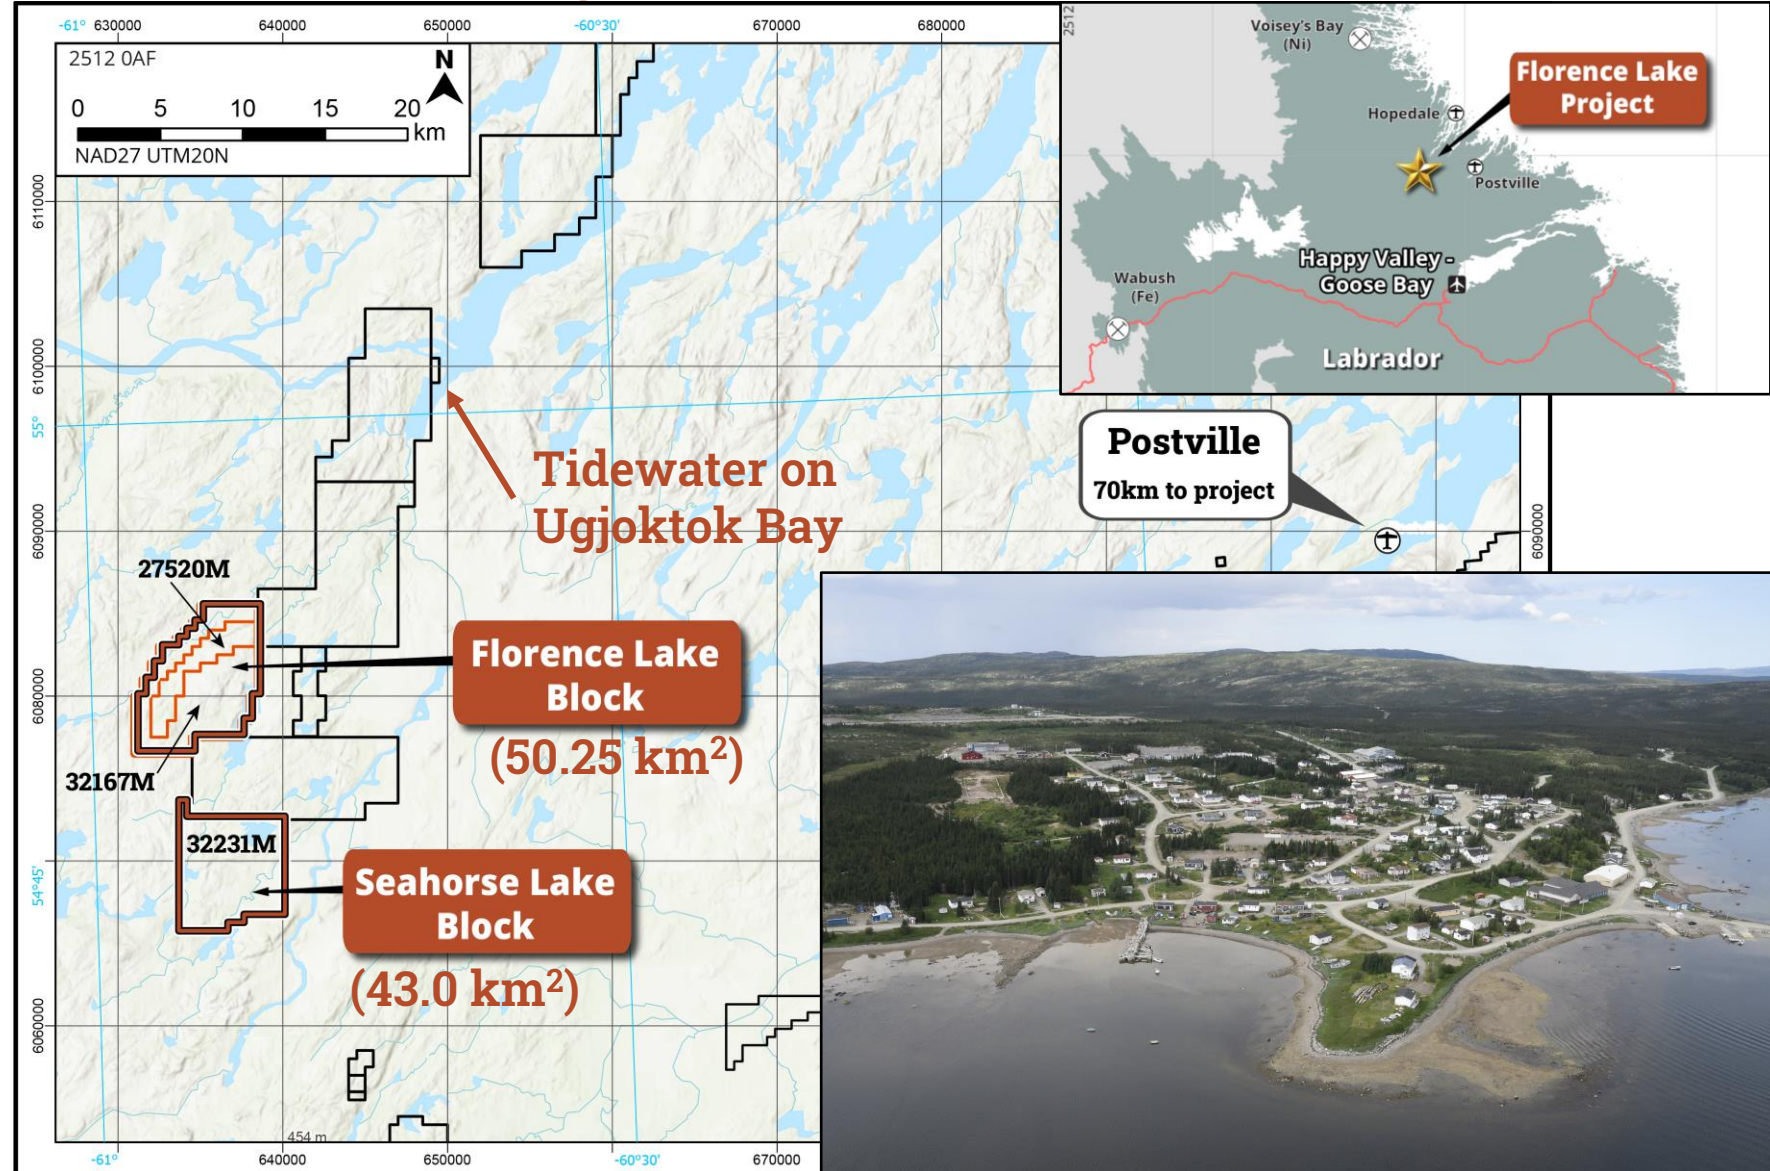 -61°
630000
640000
650000
-60°30'
670000
680000
2512 0AF
N
0 5 10 15 20
km
NAD27 UTM20N
2512
Voisey's Bay
(Ni)
Florence Lake
Project
Hopedale
Postville
Happy Valley -
Goose Bay
Wabush
(Fe)
Labrador
6110000
6100000
55°
6090000
6080000
54°45'
6060000
Tidewater on
Ugjoktok Bay
Postville
70km to project
6090000
27520M
Florence Lake
Block
(50.25 km²)
32167M
32231M
Seahorse Lake
Block
(43.0 km²)
454 m
-61°
640000
650000
-60°30'
670000